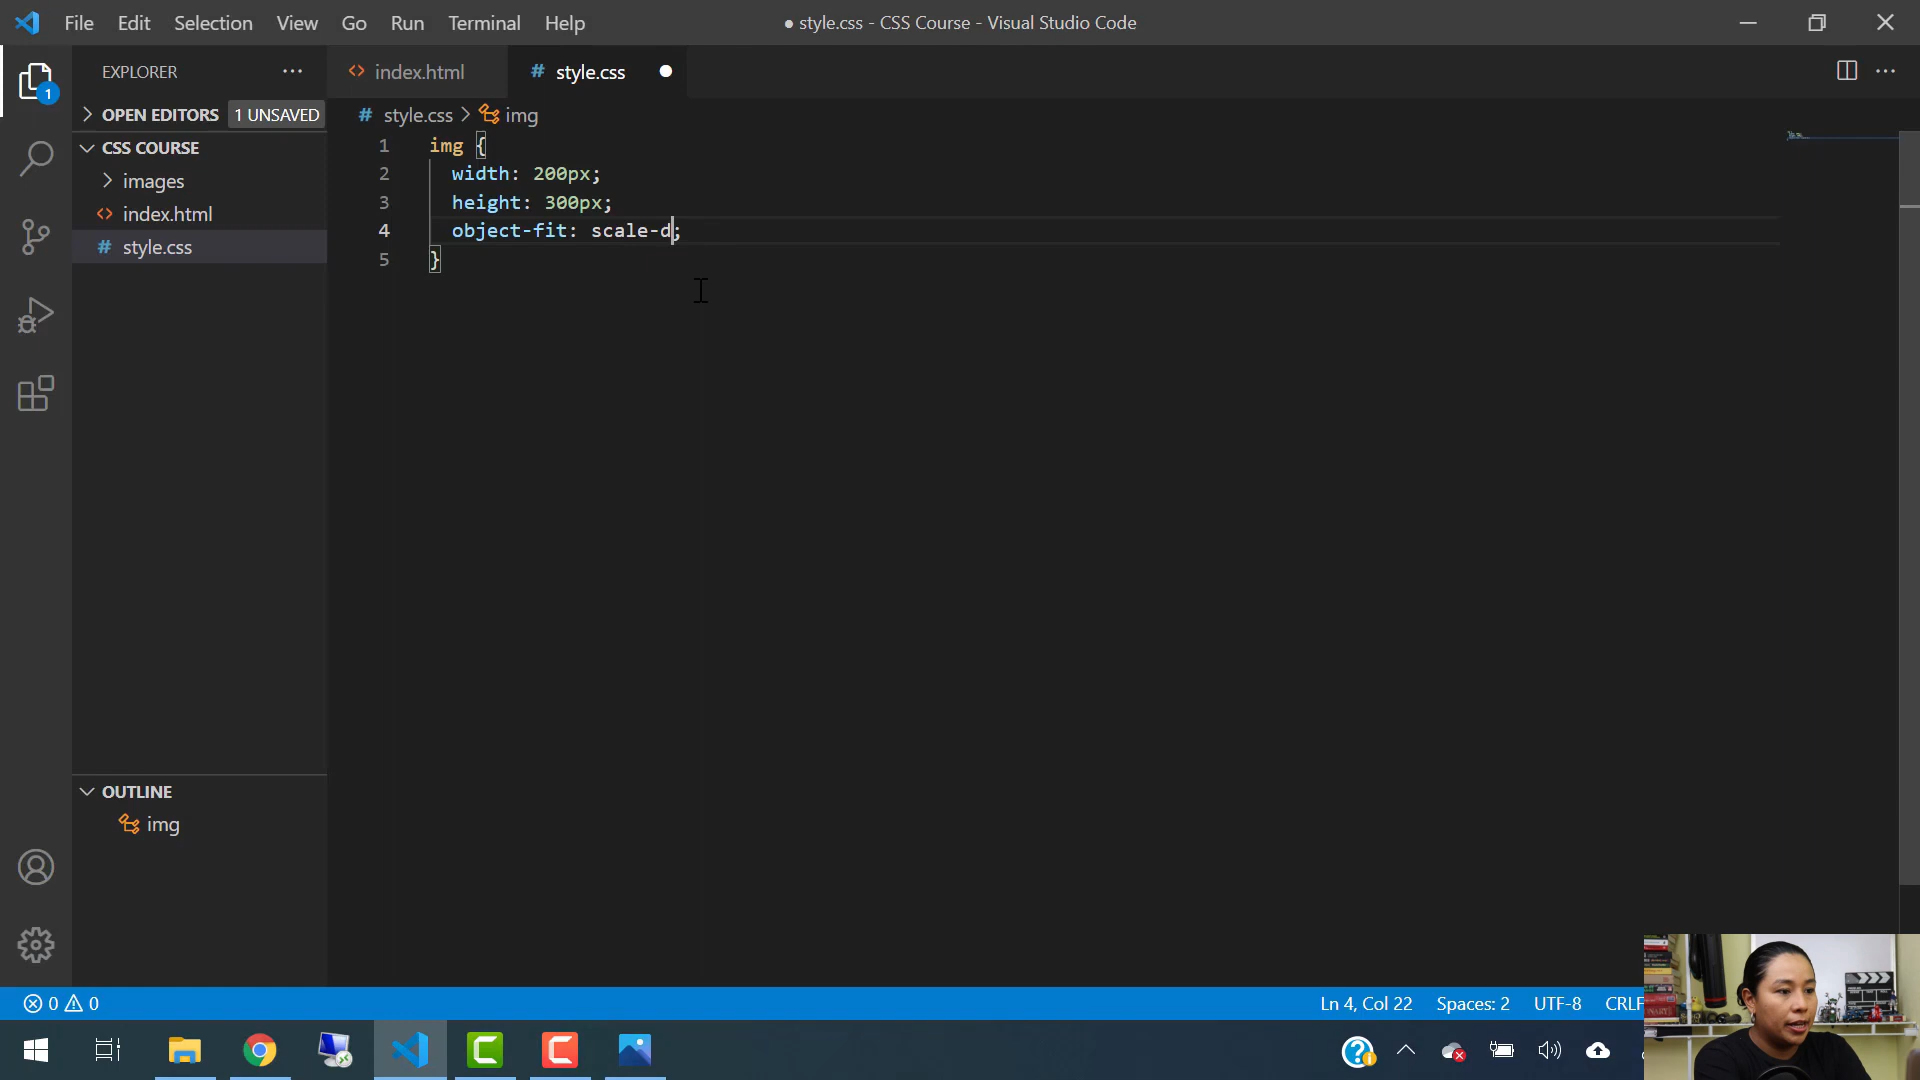 File Edit Selection View Go Run Terminal Help
● style.css - CSS Course - Visual Studio Code
EXPLORER
1
OPEN EDITORS 1 UNSAVED
CSS COURSE
images
index.html
# style.css
OUTLINE
img
index.html # style.css
# style.css > img
1 img {
2 width: 200px;
3 height: 300px;
4 object-fit: scale-d;
5 }
0 0
Ln 4, Col 22 Spaces: 2 UTF-8 CRLF